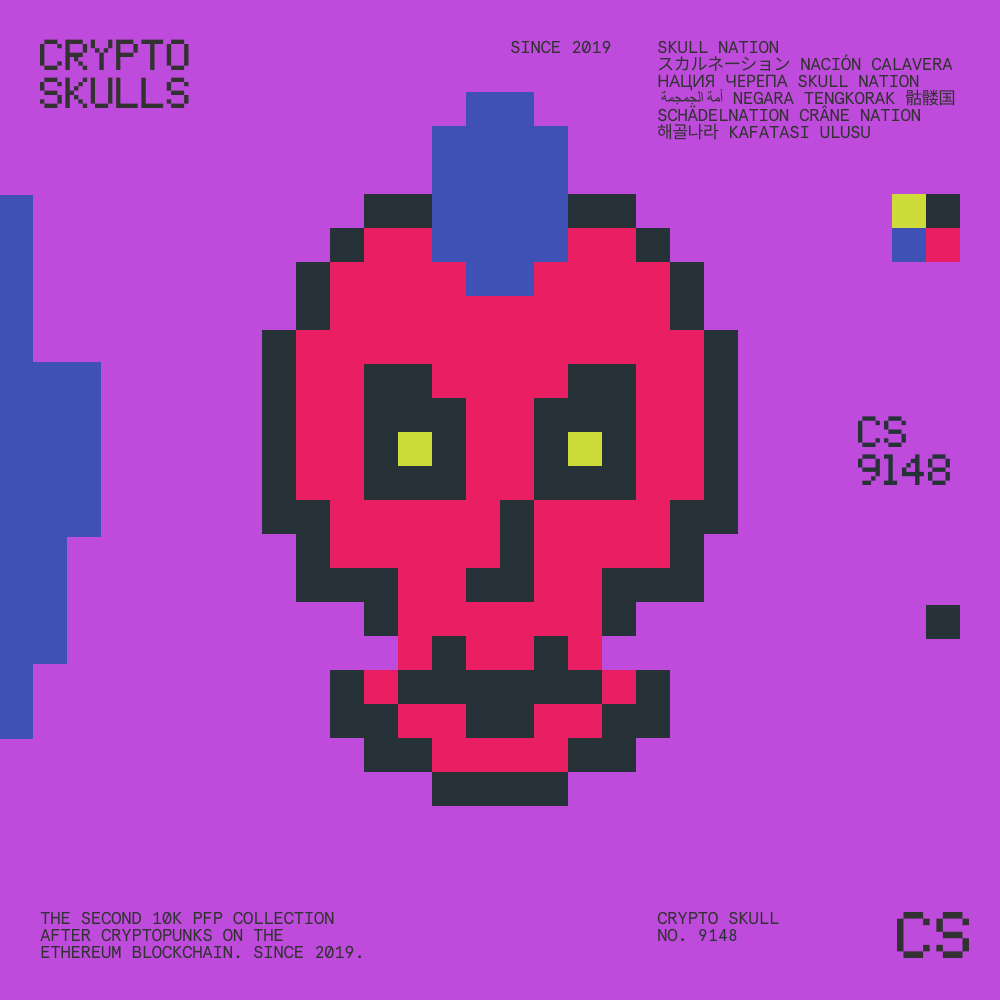 CRYPTO
SKULLS
SINCE 2019
SKULL NATION
スカルネーション NACIÓN CALAVERA
НАЦИЯ ЧЕРЕПА SKULL NATION
أمة الجمجمة NEGARA TENGKORAK 骷髅国
SCHÄDELNATION CRÂNE NATION
해골나라 KAFATASI ULUSU
CS
9148
THE SECOND 10K PFP COLLECTION
AFTER CRYPTOPUNKS ON THE
ETHEREUM BLOCKCHAIN. SINCE 2019.
CRYPTO SKULL
NO. 9148
CS